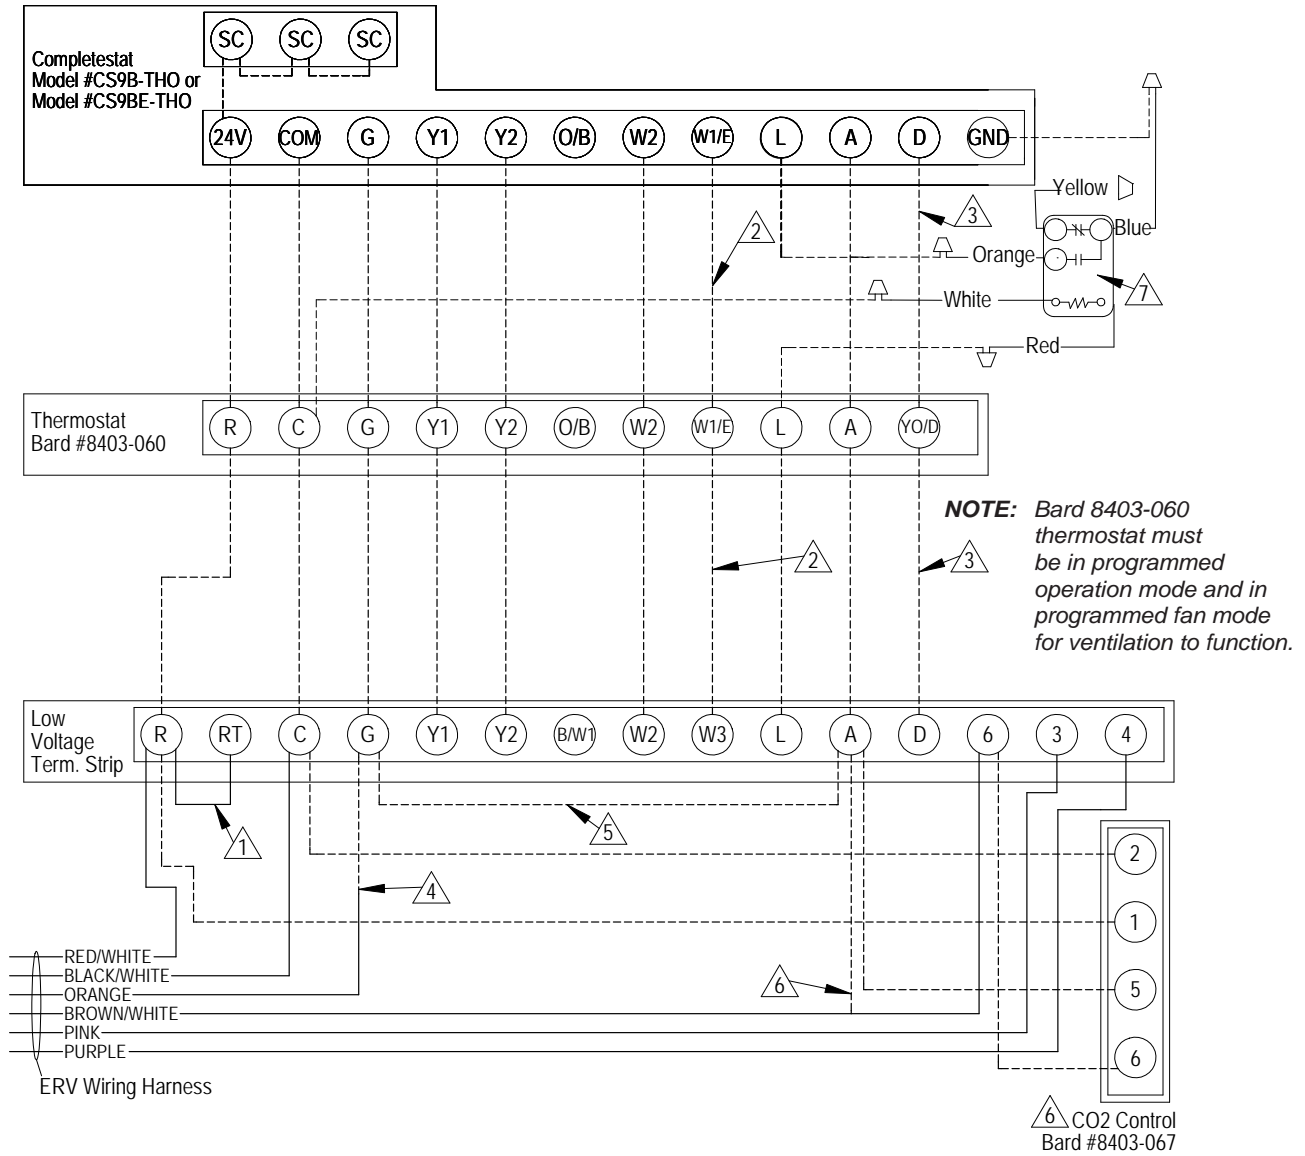 SC SC SC
Completestat
Model #CS9B-THO or
Model #CS9BE-THO
24V COM G Y1 Y2 O/B W2 W1/E L A D GND
Yellow
3
2
Blue
Orange
7
White
Red
Thermostat
Bard #8403-060
R C G Y1 Y2 O/B W2 W1/E L A YO/D
NOTE: Bard 8403-060
thermostat must
be in programmed
operation mode and in
programmed fan mode
for ventilation to function.
2
3
Low
Voltage
Term. Strip
R RT C G Y1 Y2 B/W1 W2 W3 L A D 6 3 4
1
5
4
2
1
5
6
6
RED/WHITE
BLACK/WHITE
ORANGE
BROWN/WHITE
PINK
PURPLE
ERV Wiring Harness
6 CO2 Control
Bard #8403-067